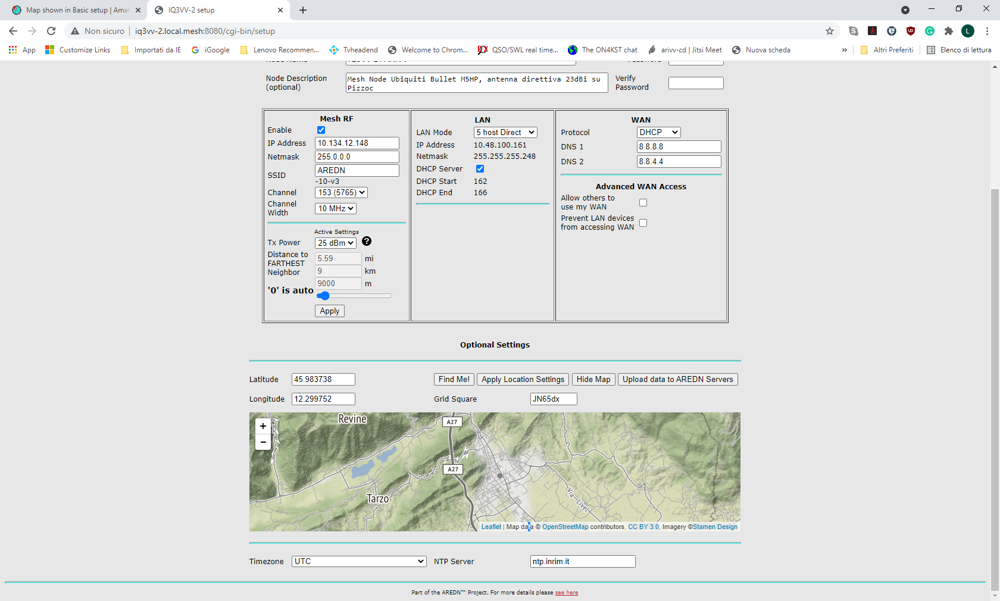 Map shown in Basic setup | Amat
IQ3VV-2 setup
Non sicuro
iq3vv-2.local.mesh:8080/cgi-bin/setup
L
App
Customize Links
Importati da IE
iGoogle
Lenovo Recommen...
Tvheadend
Welcome to Chrom...
QSO/SWL real time...
The ON4KST chat
arivv-cd | Jitsi Meet
Nuova scheda
»
Altri Preferiti
Elenco di lettura
Node Description
(optional)
Mesh Node Ubiquiti Bullet M5HP, antenna direttiva 23dBi su
Pizzoc
Verify
Password
Mesh RF
Enable
IP Address 10.134.12.148
Netmask 255.0.0.0
SSID AREDN
-10-v3
Channel 153 (5765)
Channel
Width 10 MHz
Active Settings
Tx Power 25 dBm ?
Distance to
FARTHEST
Neighbor
5.59 mi
9 km
9000 m
'0' is auto
Apply
LAN
LAN Mode 5 host Direct
IP Address 10.48.100.161
Netmask 255.255.255.248
DHCP Server
DHCP Start 162
DHCP End 166
WAN
Protocol DHCP
DNS 1 8.8.8.8
DNS 2 8.8.4.4
Advanced WAN Access
Allow others to
use my WAN
Prevent LAN devices
from accessing WAN
Optional Settings
Latitude 45.983738
Find Me! Apply Location Settings Hide Map Upload data to AREDN Servers
Longitude 12.299752
Grid Square JN65dx
+
−
Revine
A27
A27
Tarzo
Via Livel
Leaflet | Map data © OpenStreetMap contributors, CC BY 3.0, Imagery ©Stamen Design
Timezone UTC
NTP Server ntp.inrim.it
Part of the AREDN™ Project. For more details please see here